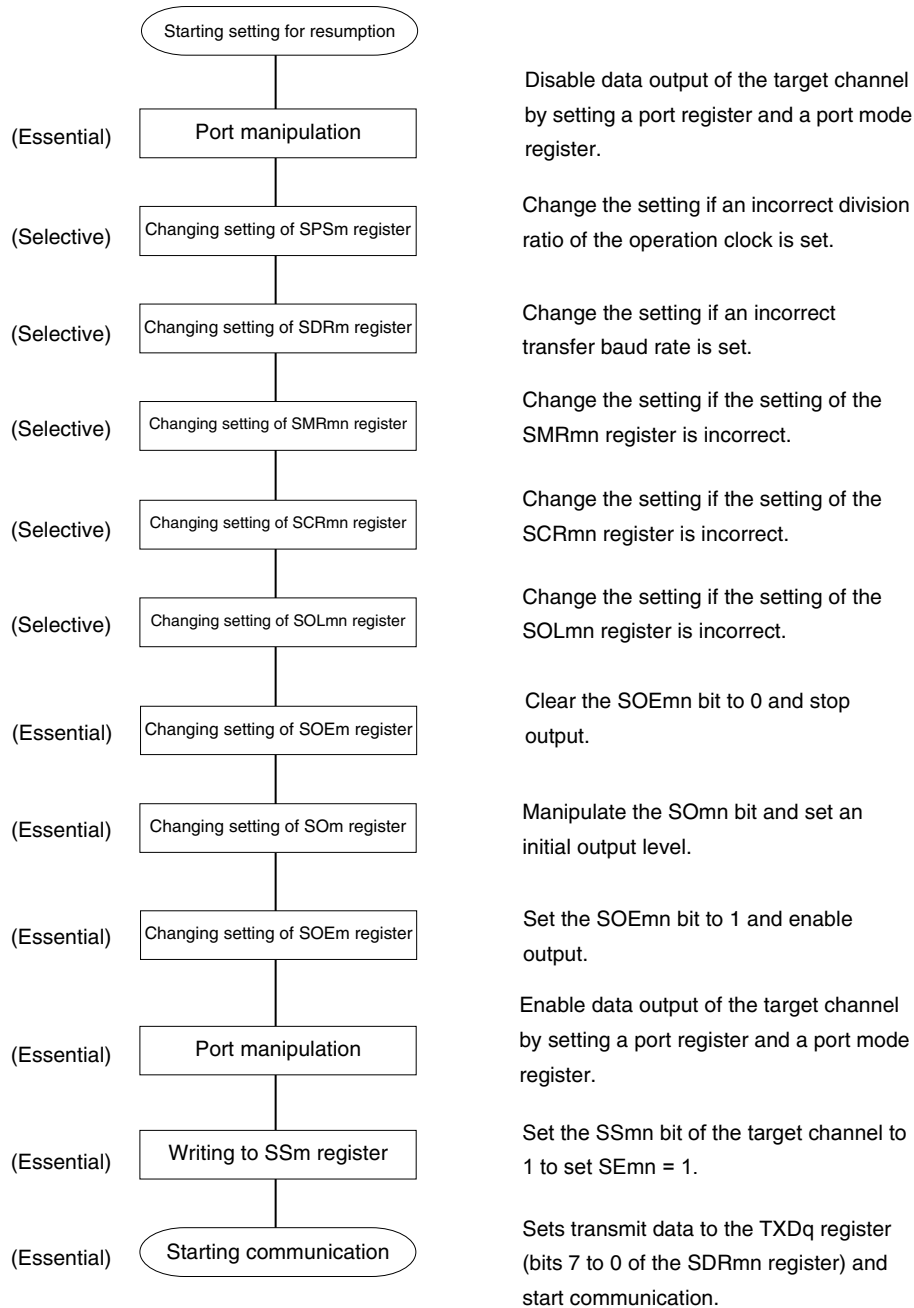 Starting setting for resumption
(Essential)
Port manipulation
Disable data output of the target channel
by setting a port register and a port mode
register.
(Selective)
Changing setting of SPSm register
Change the setting if an incorrect division
ratio of the operation clock is set.
(Selective)
Changing setting of SDRm register
Change the setting if an incorrect
transfer baud rate is set.
(Selective)
Changing setting of SMRmn register
Change the setting if the setting of the
SMRmn register is incorrect.
(Selective)
Changing setting of SCRmn register
Change the setting if the setting of the
SCRmn register is incorrect.
(Selective)
Changing setting of SOLmn register
Change the setting if the setting of the
SOLmn register is incorrect.
(Essential)
Changing setting of SOEm register
Clear the SOEmn bit to 0 and stop
output.
(Essential)
Changing setting of SOm register
Manipulate the SOmn bit and set an
initial output level.
(Essential)
Changing setting of SOEm register
Set the SOEmn bit to 1 and enable
output.
(Essential)
Port manipulation
Enable data output of the target channel
by setting a port register and a port mode
register.
(Essential)
Writing to SSm register
Set the SSmn bit of the target channel to
1 to set SEmn = 1.
(Essential)
Starting communication
Sets transmit data to the TXDq register
(bits 7 to 0 of the SDRmn register) and
start communication.